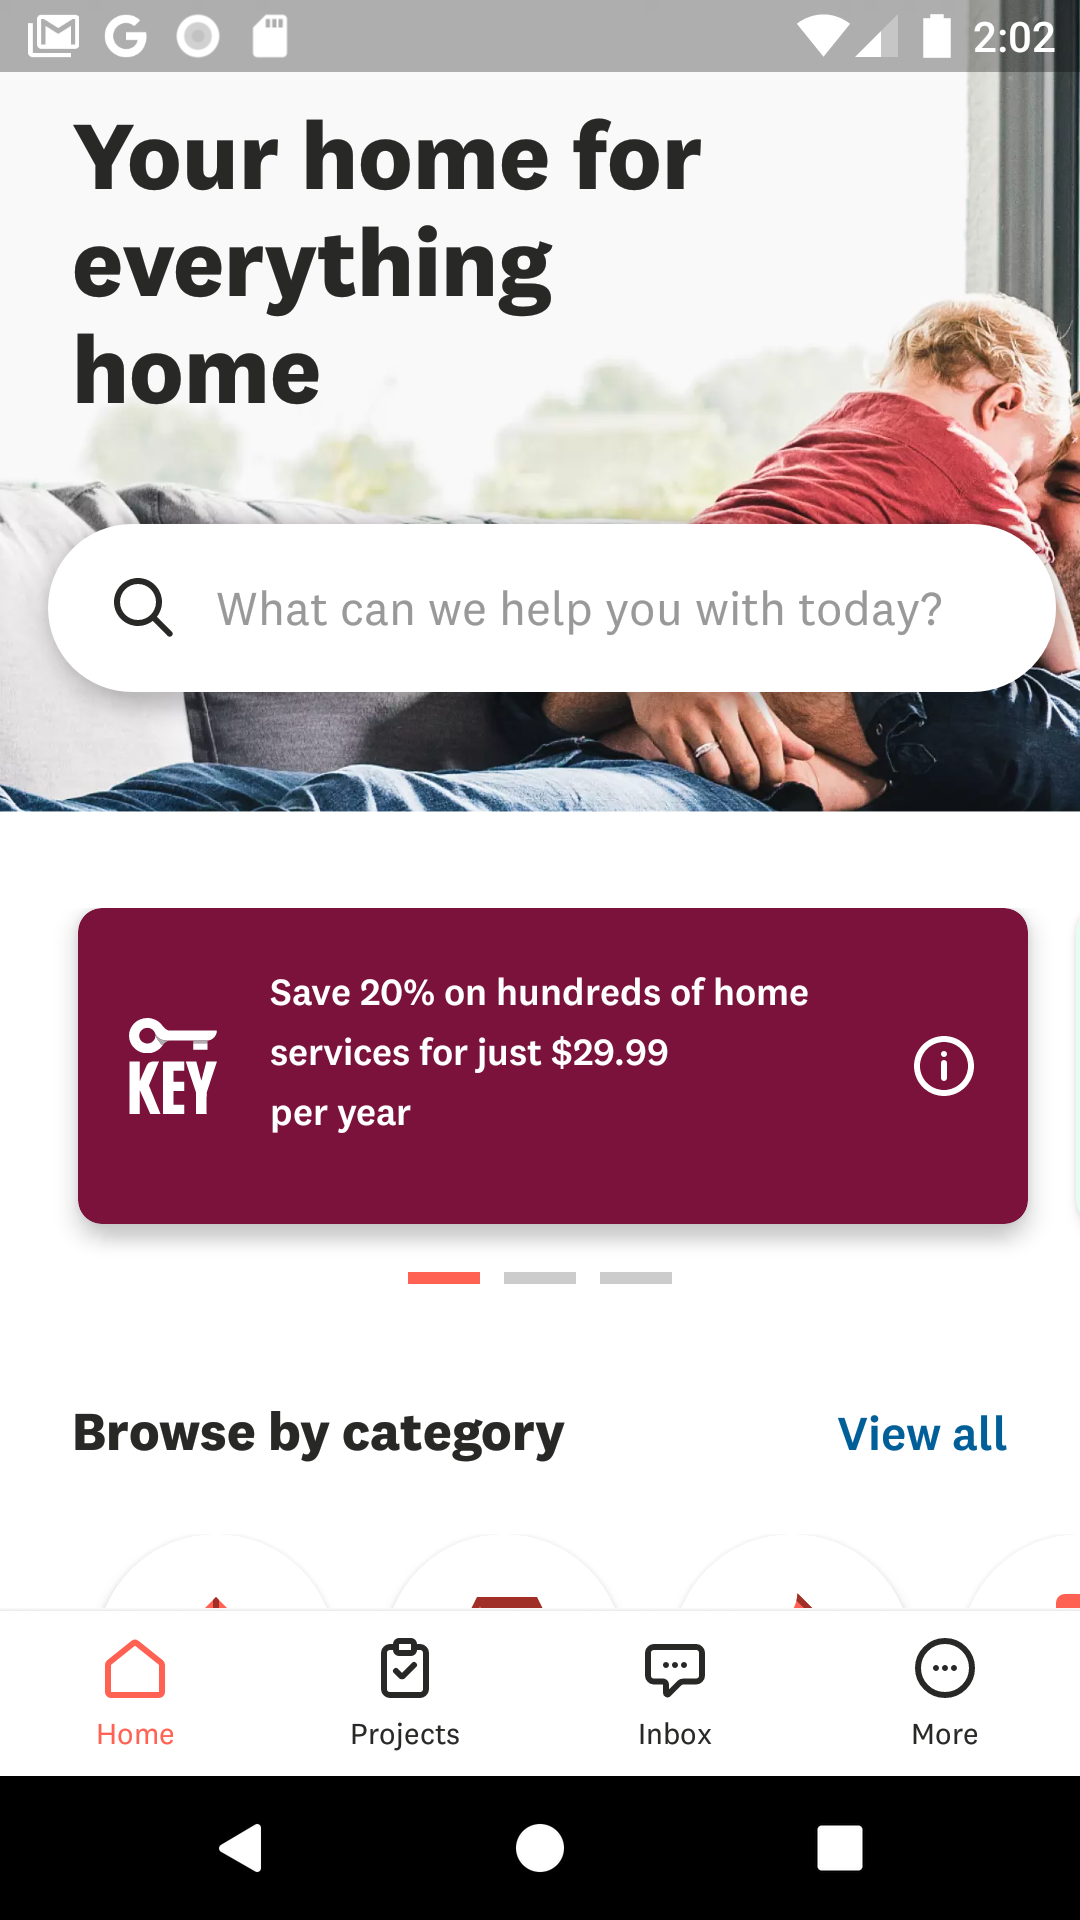 2:02
Your home for
everything
home
What can we help you with today?
KEY
Save 20% on hundreds of home
services for just $29.99
per year
Browse by category
View all
Home
Projects
Inbox
More